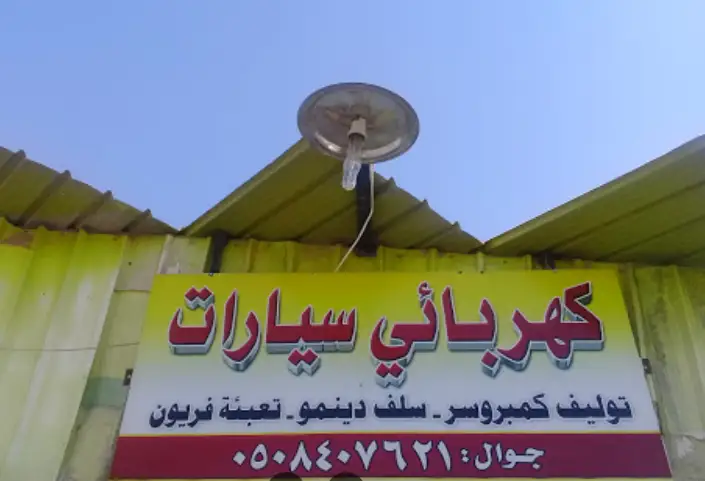 كهربائي سيارات
توليف كمبروسر - سلف دينمو - تعبئة فريون
جوال : ٠٥٠٨٤٠٧٦٢١